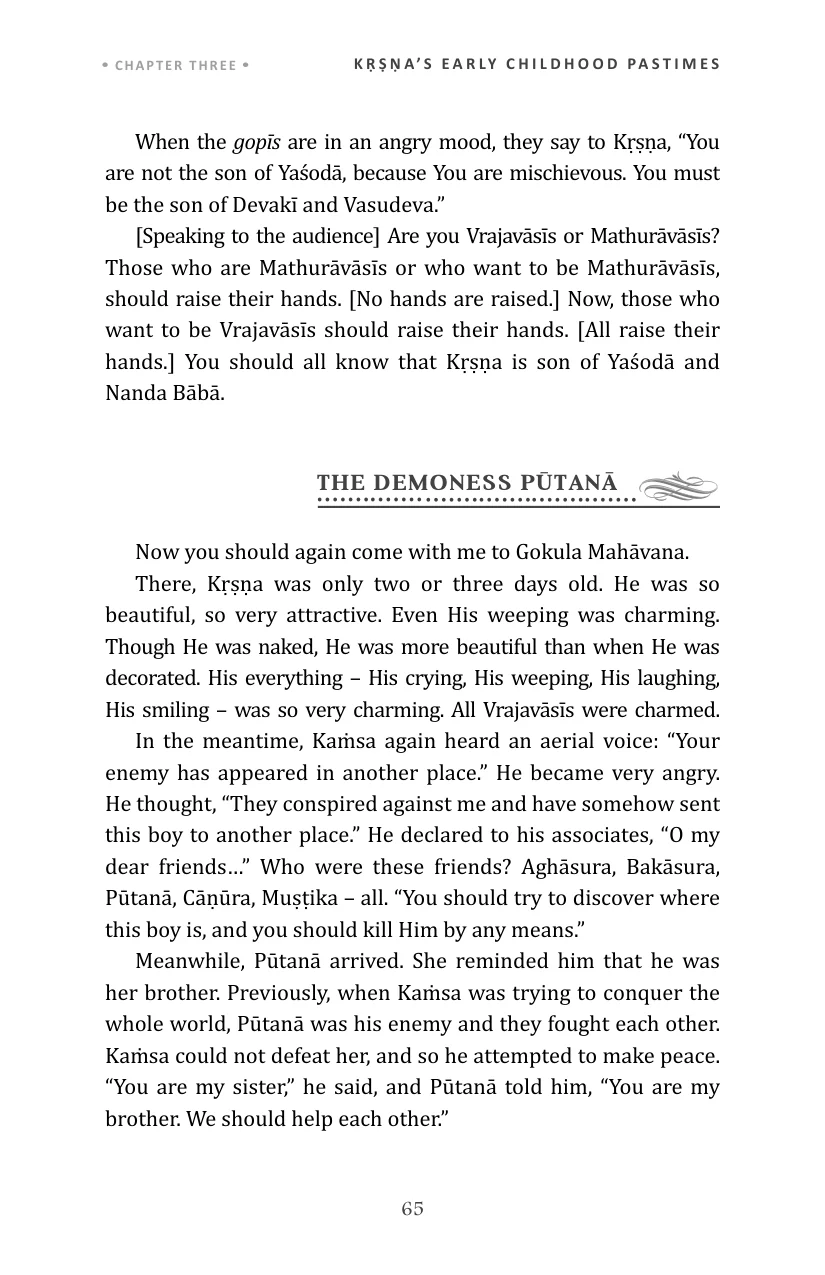 • CHAPTER THREE •
KṚṢṆA’S EARLY CHILDHOOD PASTIMES
When the gopīs are in an angry mood, they say to Kṛṣṇa, “You
are not the son of Yaśodā, because You are mischievous. You must
be the son of Devakī and Vasudeva.”
[Speaking to the audience] Are you Vrajavāsīs or Mathurāvāsīs?
Those who are Mathurāvāsīs or who want to be Mathurāvāsīs,
should raise their hands. [No hands are raised.] Now, those who
want to be Vrajavāsīs should raise their hands. [All raise their
hands.] You should all know that Kṛṣṇa is son of Yaśodā and
Nanda Bābā.
THE DEMONESS PŪTANĀ
Now you should again come with me to Gokula Mahāvana.
There, Kṛṣṇa was only two or three days old. He was so
beautiful, so very attractive. Even His weeping was charming.
Though He was naked, He was more beautiful than when He was
decorated. His everything – His crying, His weeping, His laughing,
His smiling – was so very charming. All Vrajavāsīs were charmed.
In the meantime, Kaṁsa again heard an aerial voice: “Your
enemy has appeared in another place.” He became very angry.
He thought, “They conspired against me and have somehow sent
this boy to another place.” He declared to his associates, “O my
dear friends…” Who were these friends? Aghāsura, Bakāsura,
Pūtanā, Cāṇūra, Muṣṭika – all. “You should try to discover where
this boy is, and you should kill Him by any means.”
Meanwhile, Pūtanā arrived. She reminded him that he was
her brother. Previously, when Kaṁsa was trying to conquer the
whole world, Pūtanā was his enemy and they fought each other.
Kaṁsa could not defeat her, and so he attempted to make peace.
“You are my sister,” he said, and Pūtanā told him, “You are my
brother. We should help each other.”
65